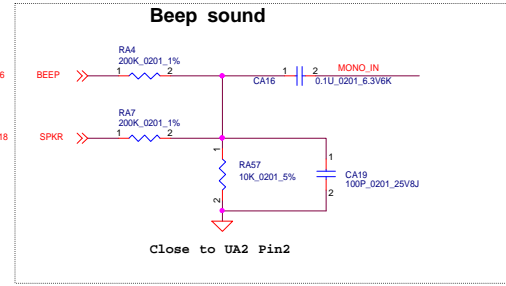 Beep sound
RA4
200K_0201_1%
6 BEEP 1 2
1 2 MONO_IN
CA16 0.1U_0201_6.3V6K
RA7
200K_0201_1%
18 SPKR 1 2
1
RA57
10K_0201_5%
2
1
CA19
100P_0201_25V8J
2
Close to UA2 Pin2